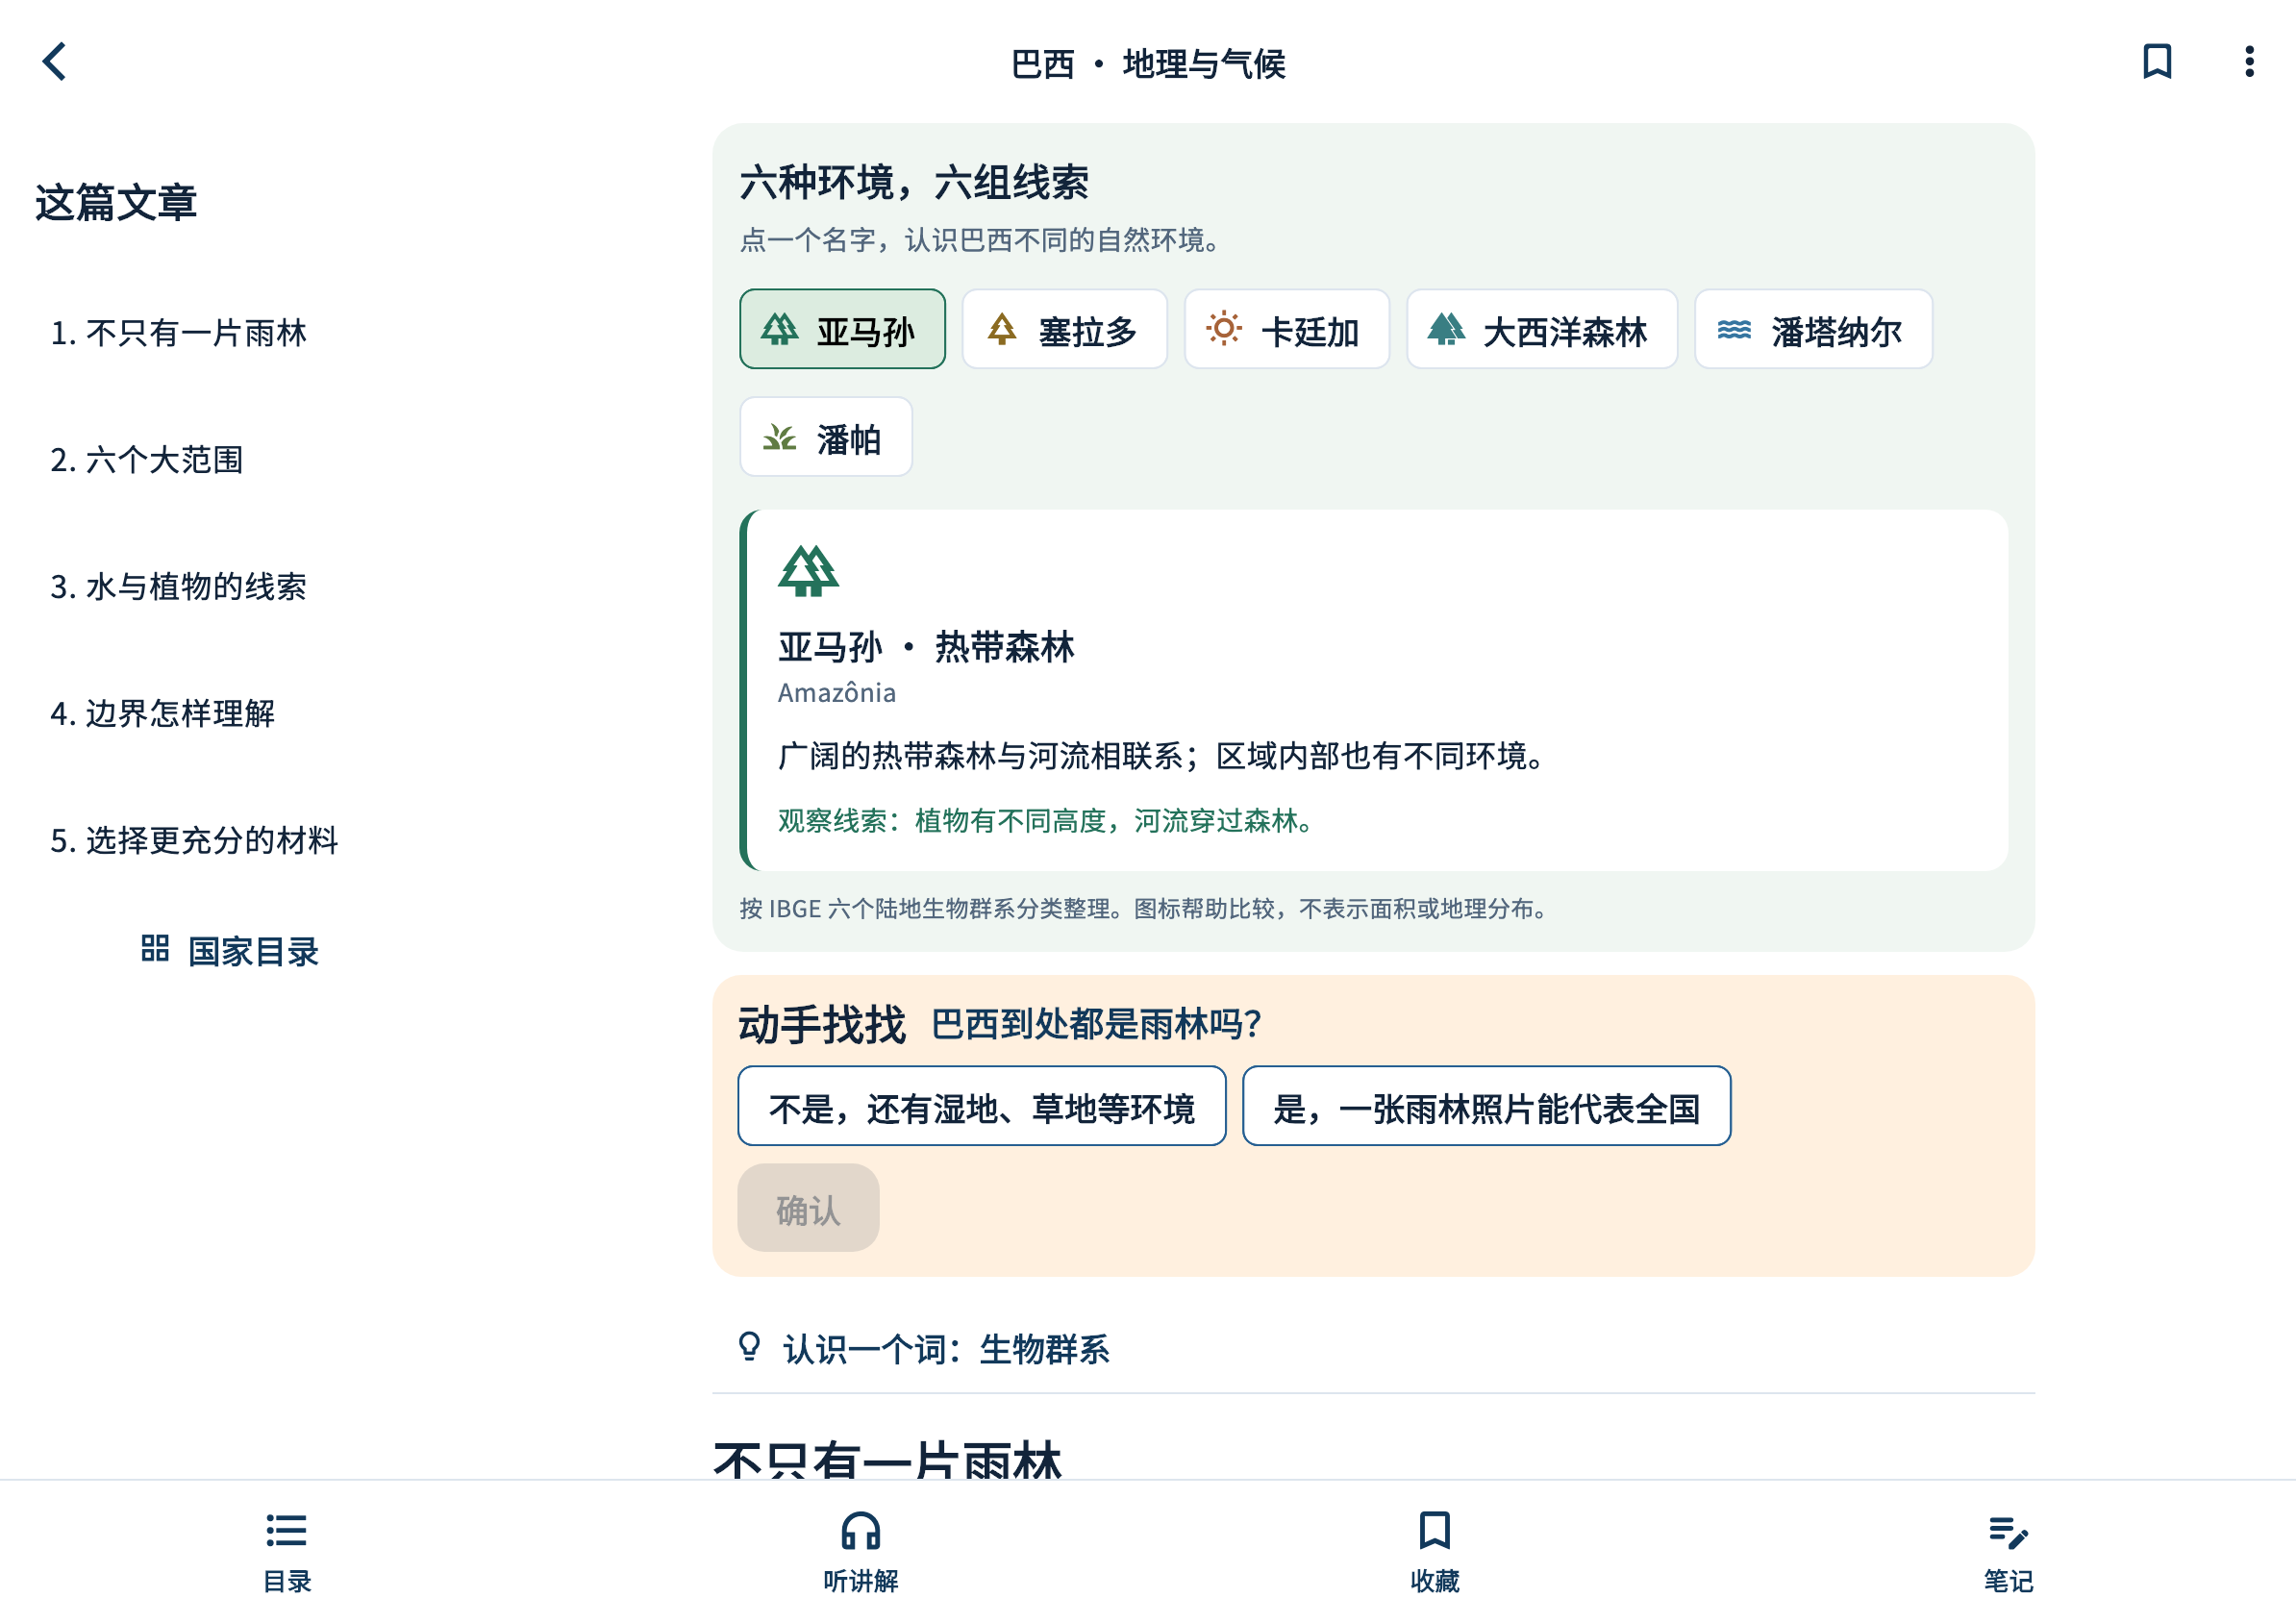 巴西 · 地理与气候
这篇文章
1. 不只有一片雨林
2. 六个大范围
3. 水与植物的线索
4. 边界怎样理解
5. 选择更充分的材料
国家目录
六种环境，六组线索
点一个名字，认识巴西不同的自然环境。
亚马孙
塞拉多
卡廷加
大西洋森林
潘塔纳尔
潘帕
亚马孙 · 热带森林
Amazônia
广阔的热带森林与河流相联系；区域内部也有不同环境。
观察线索：植物有不同高度，河流穿过森林。
按 IBGE 六个陆地生物群系分类整理。图标帮助比较，不表示面积或地理分布。
动手找找 巴西到处都是雨林吗？
不是，还有湿地、草地等环境
是，一张雨林照片能代表全国
确认
认识一个词：生物群系
不只有一片雨林
目录
听讲解
收藏
笔记